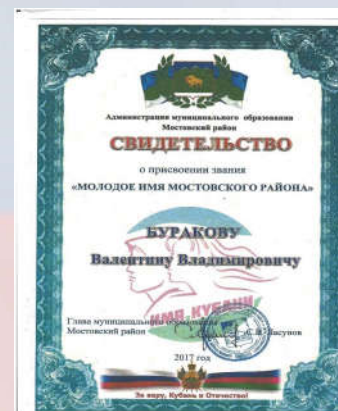 Администрация муниципального образования
Мостовский район
СВИДЕТЕЛЬСТВО
о присвоении звания
«МОЛОДОЕ ИМЯ МОСТОВСКОГО РАЙОНА»
БУРАКОВУ
Валентину Владимировичу
ИМЯ КУБАНИ
Глава муниципального образования
Мостовский район С.В. Ласунов
2017 год
За веру, Кубань и Отечество!